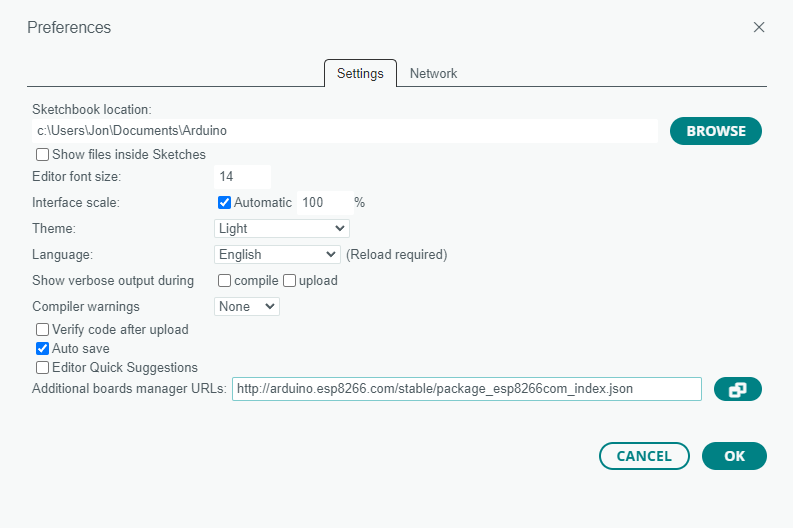 Preferences
Settings Network
Sketchbook location:
c:\Users\Jon\Documents\Arduino
BROWSE
Show files inside Sketches
Editor font size: 14
Interface scale: Automatic 100 %
Theme: Light
Language: English (Reload required)
Show verbose output during compile upload
Compiler warnings None
Verify code after upload
Auto save
Editor Quick Suggestions
Additional boards manager URLs: http://arduino.esp8266.com/stable/package_esp8266com_index.json
CANCEL OK